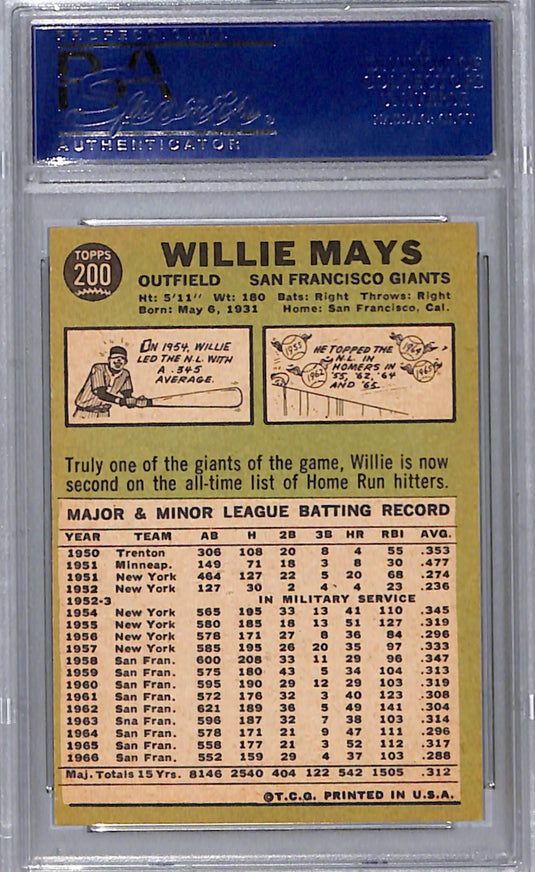 PROFESSIONAL
PSA
Sports.
AUTHENTICATOR
WILLIE MAYS
TOPPS
200
OUTFIELD SAN FRANCISCO GIANTS
Ht: 5'11" Wt: 180 Bats: Right Throws: Right
Born: May 6, 1931 Home: San Francisco, Cal.
ON 1954, WILLIE
LED THE N.L. WITH
A .345
AVERAGE.
HE TOPPED THE
N.L. IN
HOMERS IN
'55, '62, '64
AND '65.
1955
1962
1964
1965
Truly one of the giants of the game, Willie is now
second on the all-time list of Home Run hitters.
MAJOR & MINOR LEAGUE BATTING RECORD
YEAR TEAM AB H 2B 3B HR RBI AVG.
1950 Trenton 306 108 20 8 4 55 .353
1951 Minneap. 149 71 18 3 8 30 .477
1951 New York 464 127 22 5 20 68 .274
1952 New York 127 30 2 4 4 23 .236
1952-3 IN MILITARY SERVICE
1954 New York 565 195 33 13 41 110 .345
1955 New York 580 185 18 13 51 127 .319
1956 New York 578 171 27 8 36 84 .296
1957 New York 585 195 26 20 35 97 .333
1958 San Fran. 600 208 33 11 29 96 .347
1959 San Fran. 575 180 43 5 34 104 .313
1960 San Fran. 595 190 29 12 29 103 .319
1961 San Fran. 572 176 32 3 40 123 .308
1962 San Fran. 621 189 36 5 49 141 .304
1963 Sna Fran. 596 187 32 7 38 103 .314
1964 San Fran. 578 171 21 9 47 111 .296
1965 San Fran. 558 177 21 3 52 112 .317
1966 San Fran. 552 159 29 4 37 103 .288
Maj. Totals 15 Yrs. 8146 2540 404 122 542 1505 .312
©T.C.G. PRINTED IN U.S.A.